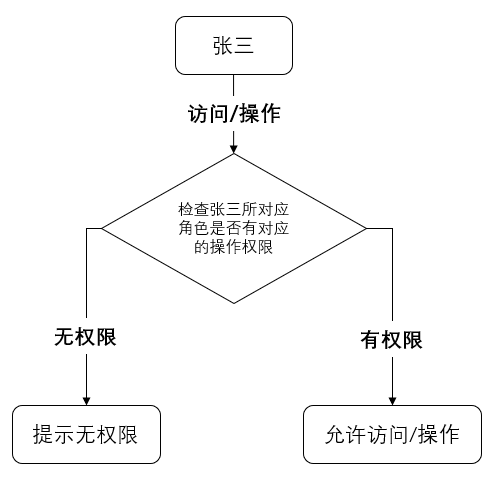 张三
访问/操作
检查张三所对应
角色是否有对应
的操作权限
无权限
有权限
提示无权限
允许访问/操作